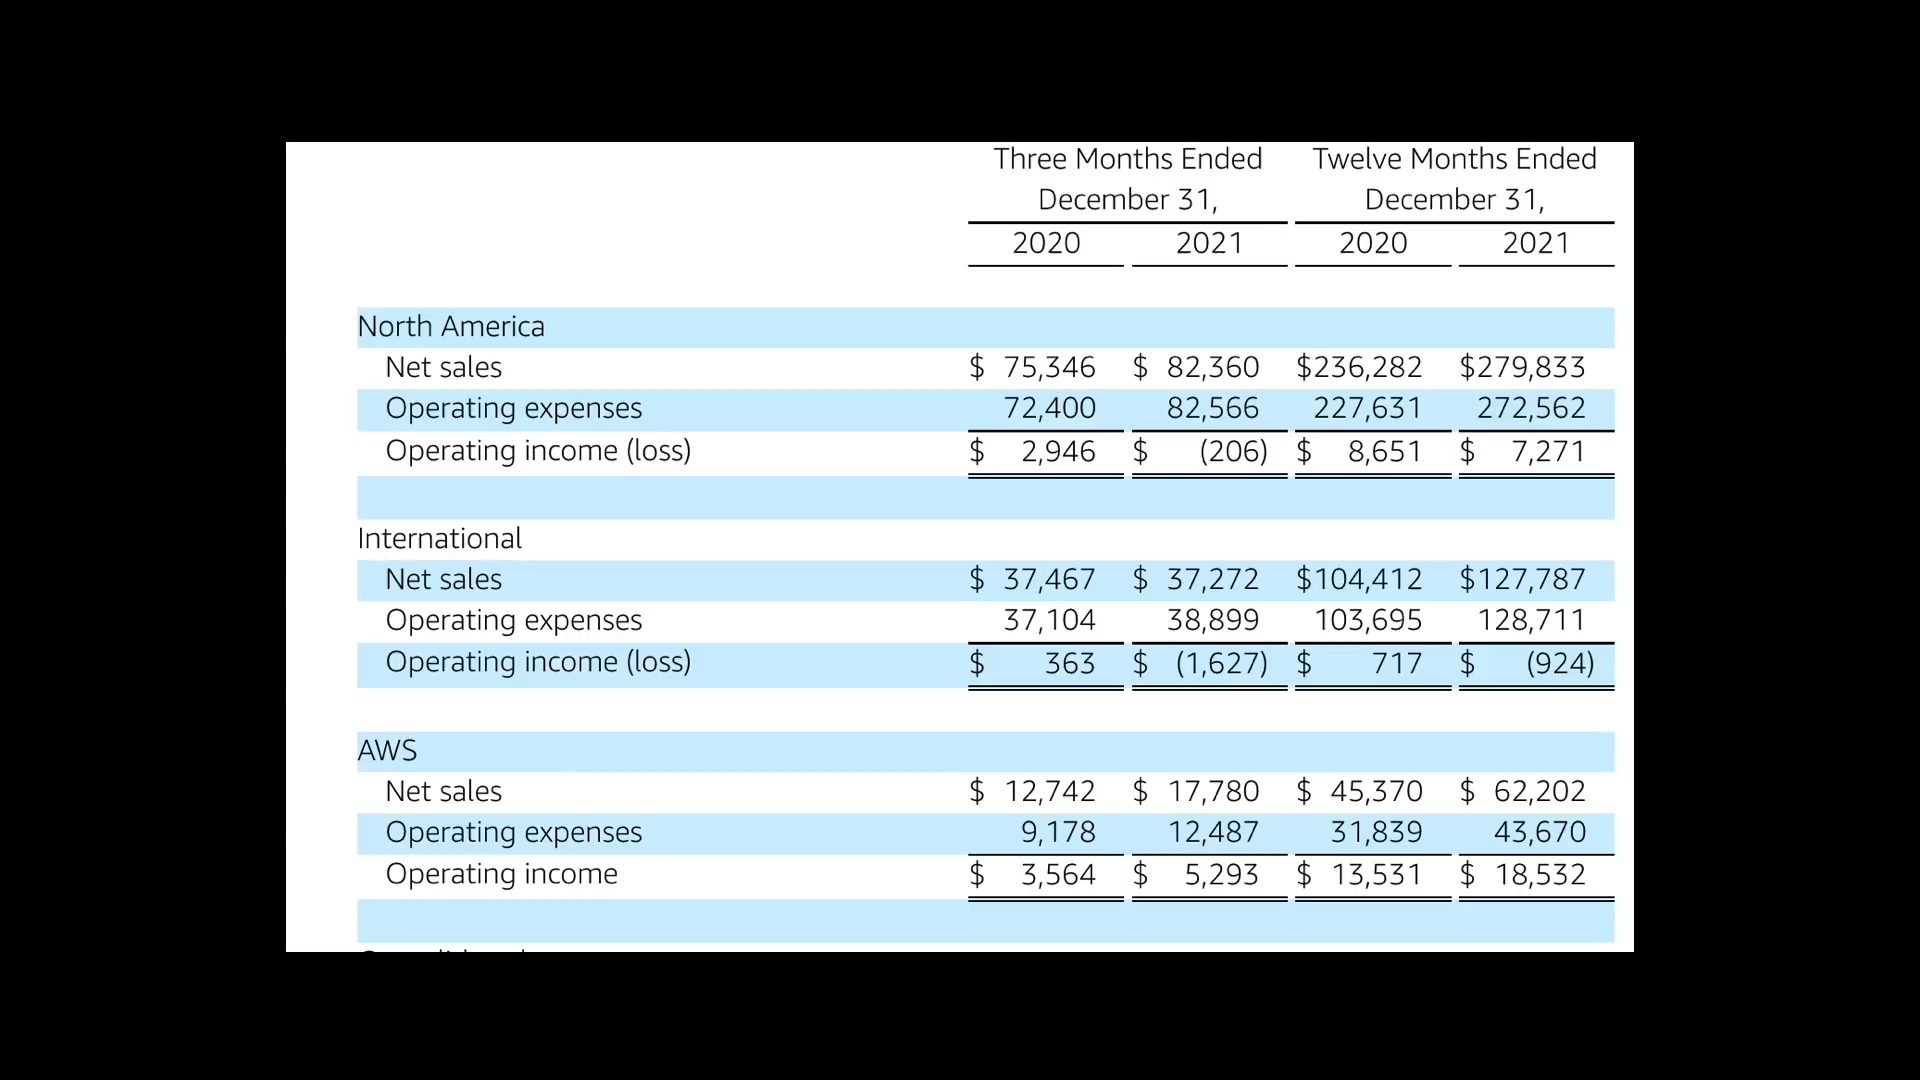 Three Months Ended Twelve Months Ended
December 31, December 31,
2020 2021 2020 2021
North America
Net sales $ 75,346 $ 82,360 $236,282 $279,833
Operating expenses 72,400 82,566 227,631 272,562
Operating income (loss) $ 2,946 $ (206) $ 8,651 $ 7,271
International
Net sales $ 37,467 $ 37,272 $104,412 $127,787
Operating expenses 37,104 38,899 103,695 128,711
Operating income (loss) $ 363 $ (1,627) $ 717 $ (924)
AWS
Net sales $ 12,742 $ 17,780 $ 45,370 $ 62,202
Operating expenses 9,178 12,487 31,839 43,670
Operating income $ 3,564 $ 5,293 $ 13,531 $ 18,532